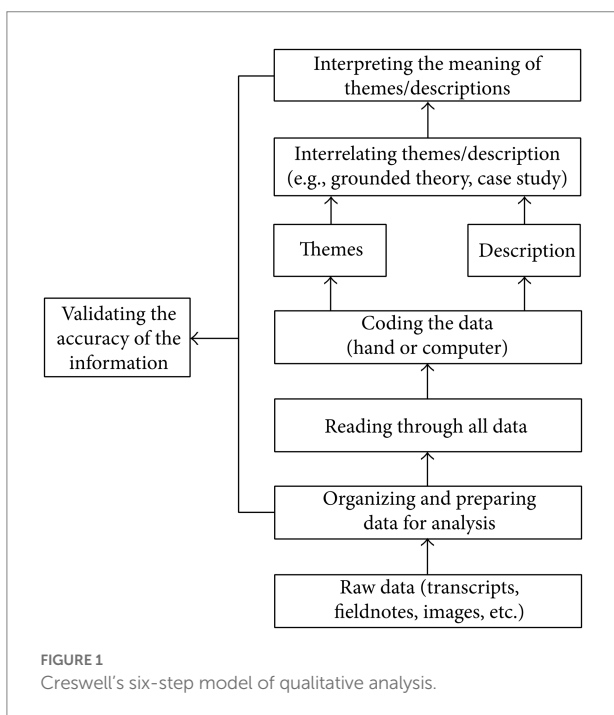 Interpreting the meaning of
themes/descriptions
Interrelating themes/description
(e.g., grounded theory, case study)
Themes
Description
Validating the
accuracy of the
information
Coding the data
(hand or computer)
Reading through all data
Organizing and preparing
data for analysis
Raw data (transcripts,
fieldnotes, images, etc.)
FIGURE 1
Creswell’s six-step model of qualitative analysis.